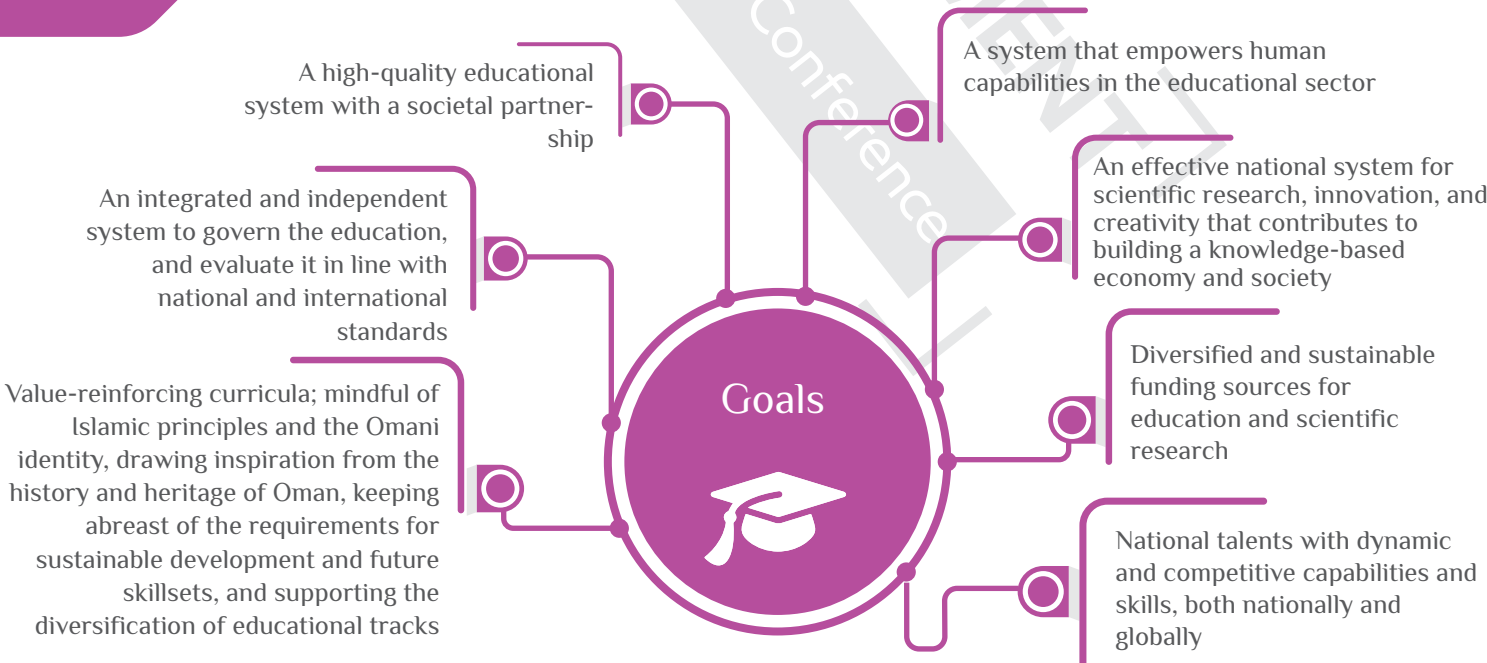 A high-quality educational
system with a societal partner-
ship
An integrated and independent
system to govern the education,
and evaluate it in line with
national and international
standards
Value-reinforcing curricula; mindful of
Islamic principles and the Omani
identity, drawing inspiration from the
history and heritage of Oman, keeping
abreast of the requirements for
sustainable development and future
skillsets, and supporting the
diversification of educational tracks
Goals
A system that empowers human
capabilities in the educational sector
An effective national system for
scientific research, innovation, and
creativity that contributes to
building a knowledge-based
economy and society
Diversified and sustainable
funding sources for
education and scientific
research
National talents with dynamic
and competitive capabilities and
skills, both nationally and
globally
Conference